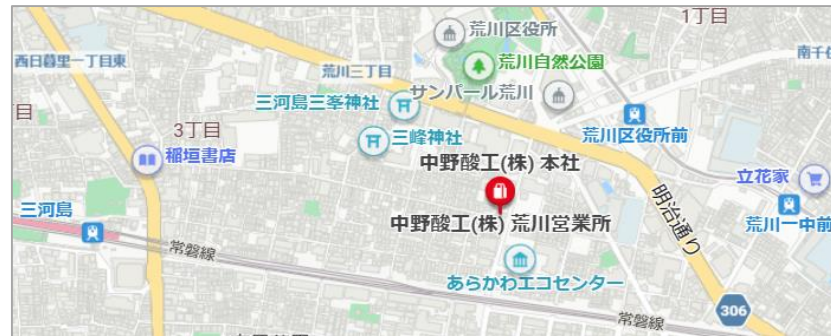 1丁目
荒川区役所
西日暮里一丁目東
南千住
荒川自然公園
荒川三丁目
サンパール荒川
目
三河島三峯神社
3丁目
三峰神社
荒川区役所前
稲垣書店
中野酸工(株) 本社
立花家
明治通り
三河島
中野酸工(株) 荒川営業所
荒川一中前
常磐線
あらかわエコセンター
306
常磐線